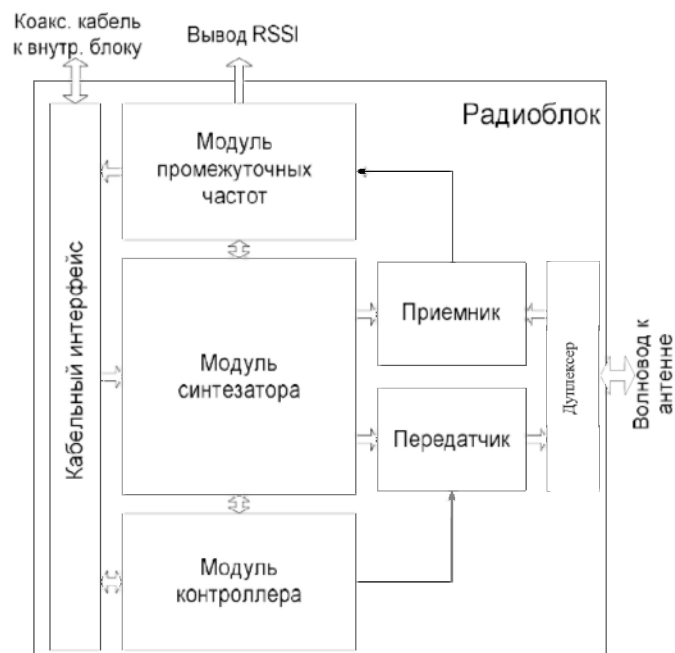 Коакс. кабель
к внутр. блоку
Вывод RSSI
Радиоблок
Модуль
промежуточных
частот
Кабельный интерфейс
Модуль
синтезатора
Приемник
Передатчик
Дуплексер
Волновод к
антенне
Модуль
контроллера